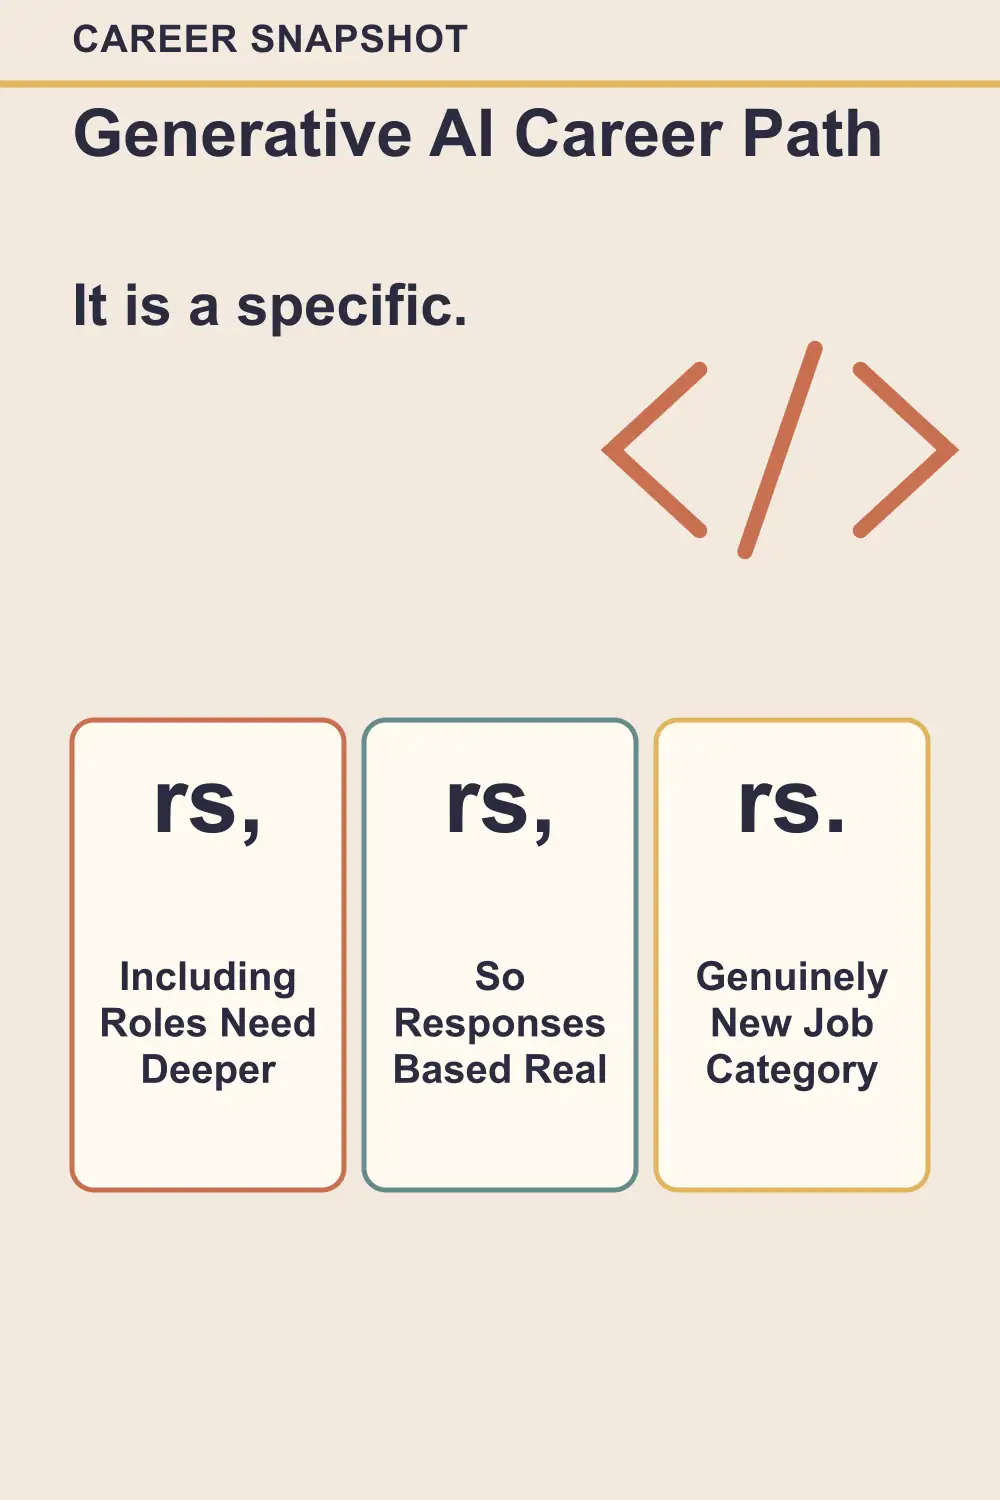 CAREER SNAPSHOT
Generative AI Career Path
It is a specific.
</>
rs,
Including
Roles Need
Deeper
rs,
So
Responses
Based Real
rs.
Genuinely
New Job
Category